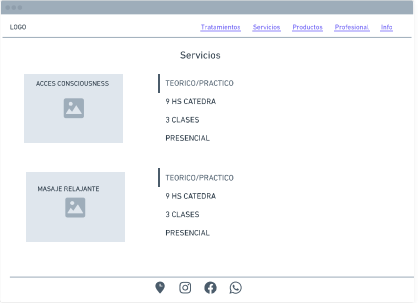 LOGO
Tratamientos Servicios Productos Profesional Info
Servicios
ACCES CONSCIOUSNESS
TEORICO/PRACTICO
9 HS CATEDRA
3 CLASES
PRESENCIAL
MASAJE RELAJANTE
TEORICO/PRACTICO
9 HS CATEDRA
3 CLASES
PRESENCIAL